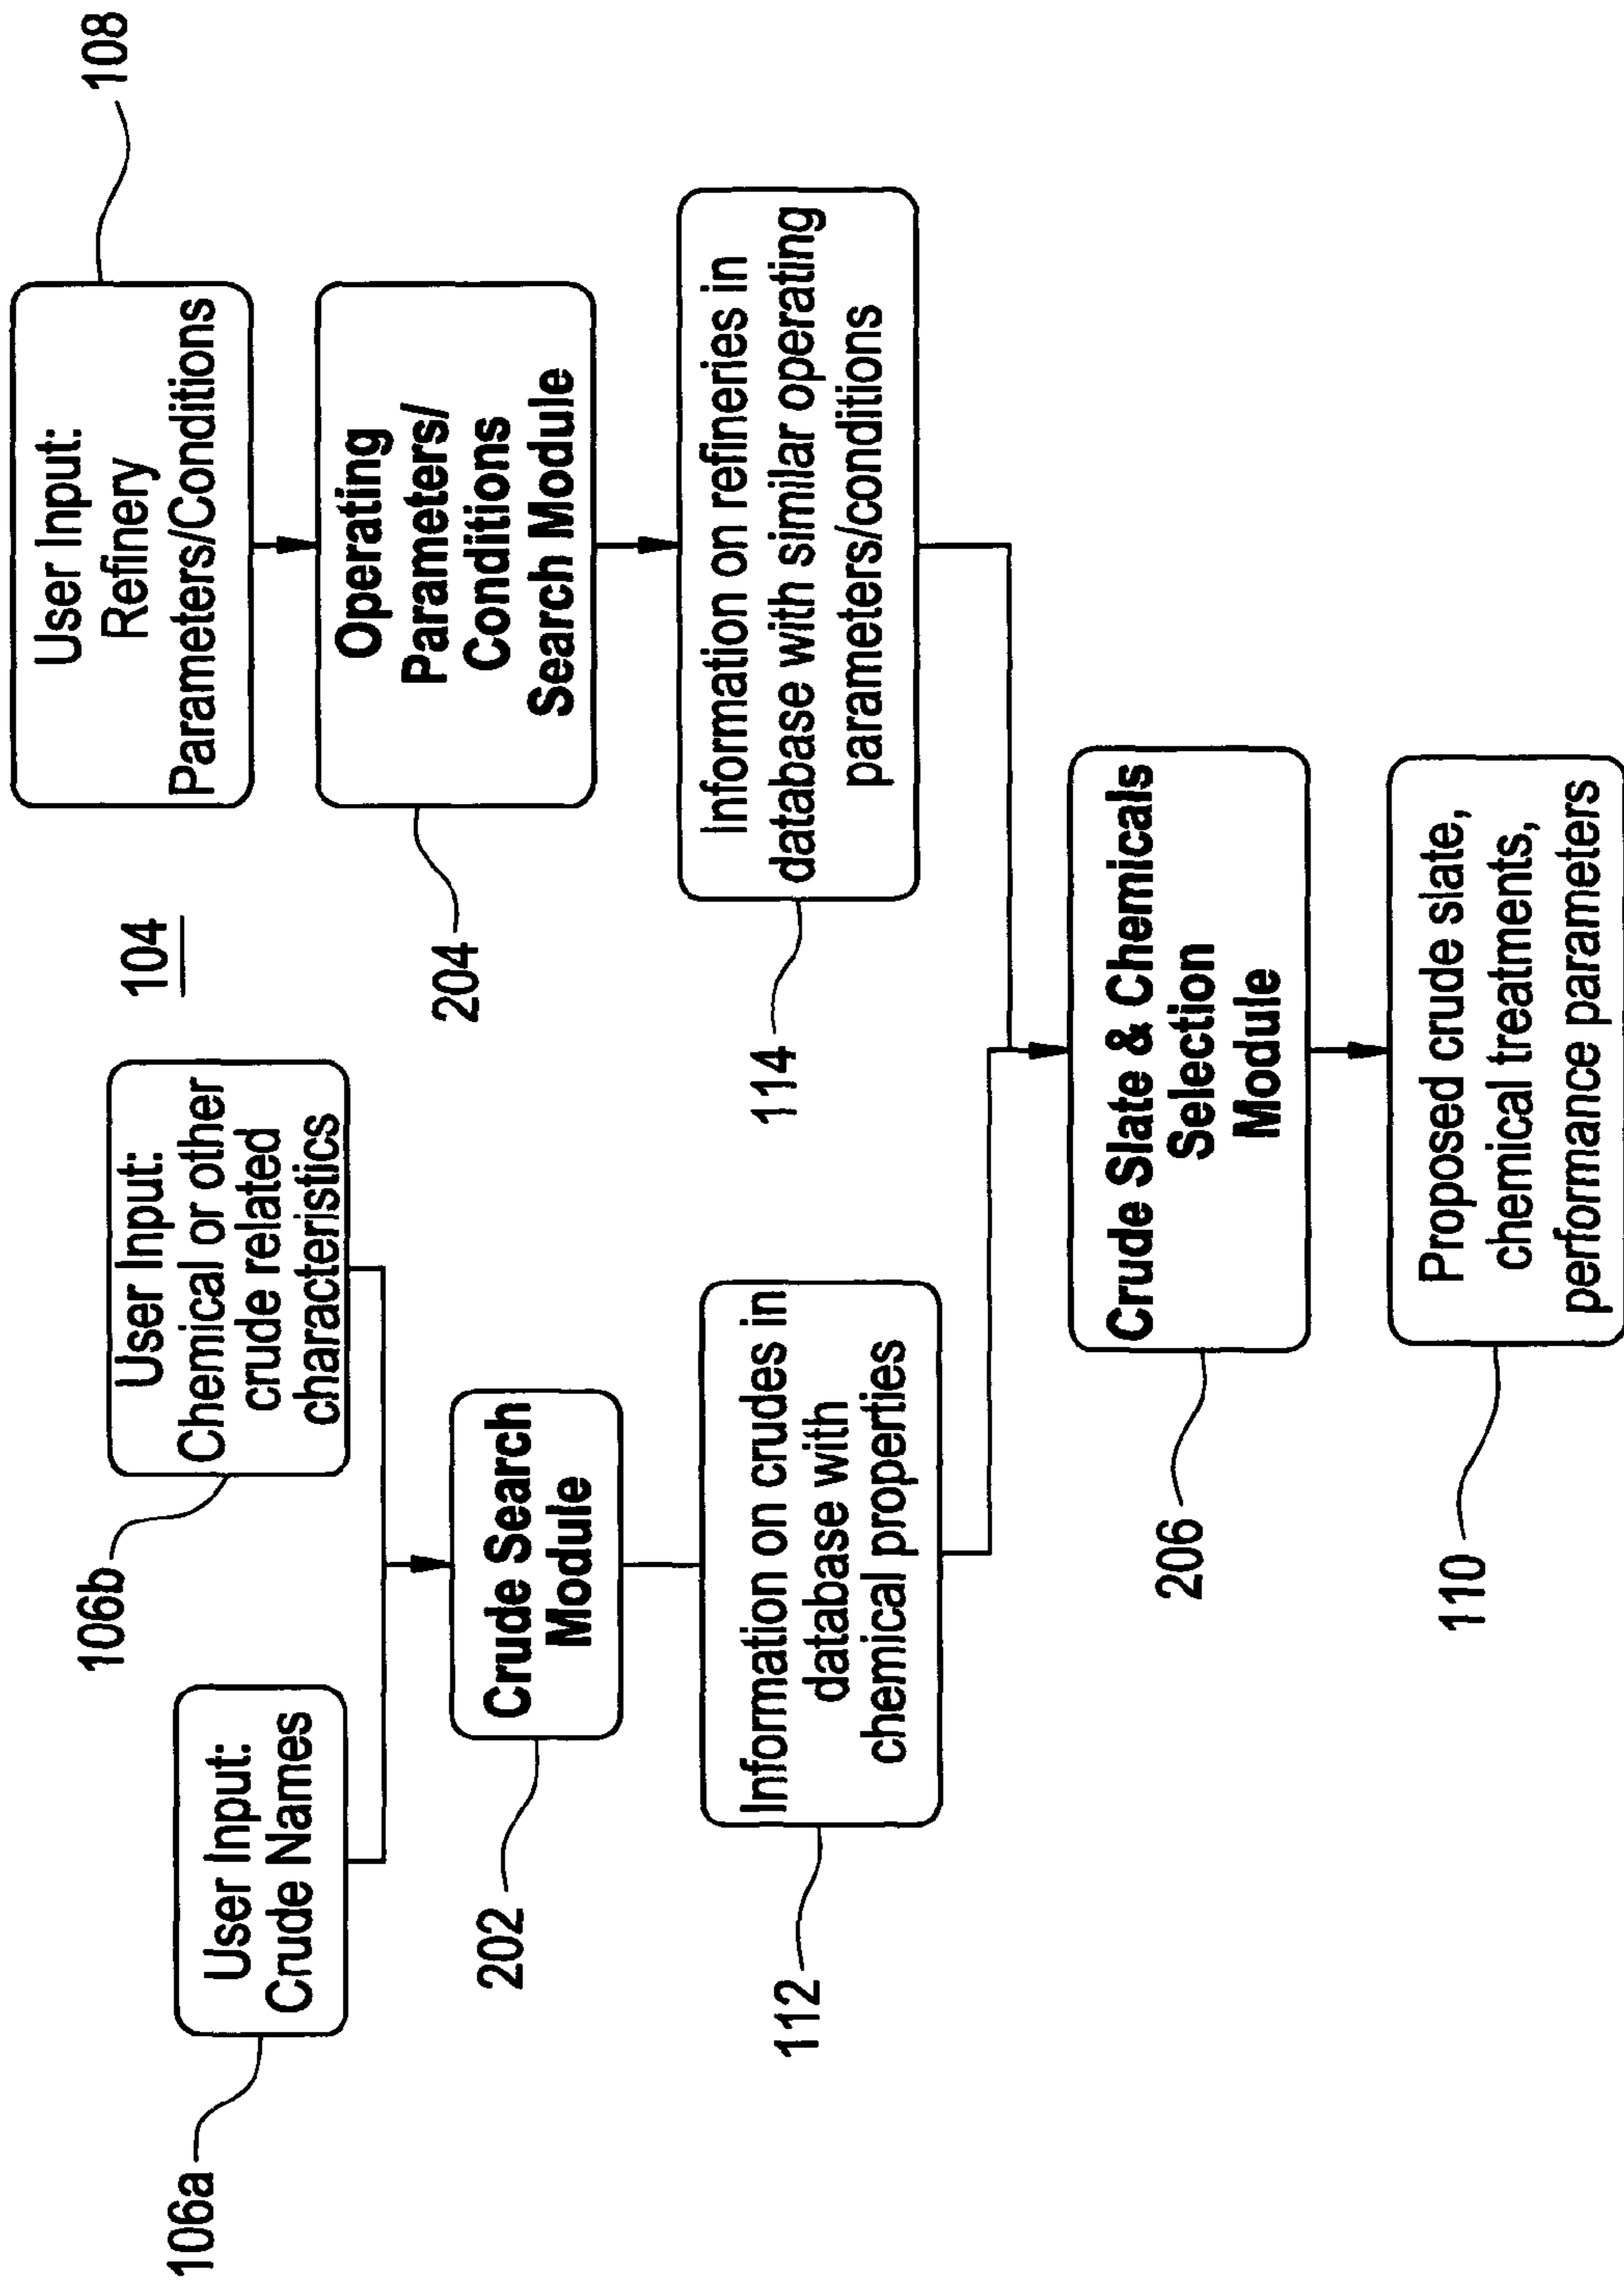 104
106a
User Input:
Crude Names
106b
User Input:
Chemical or other
crude related
characteristics
108
User Input:
Refinery
Parameters/Conditions
202
Crude Search
Module
204
Operating
Parameters/
Conditions
Search Module
112
Information on crudes in
database with
chemical properties
114
Information on refineries in
database with similar operating
parameters/conditions
206
Crude Slate & Chemicals
Selection
Module
110
Proposed crude slate,
chemical treatments,
performance parameters